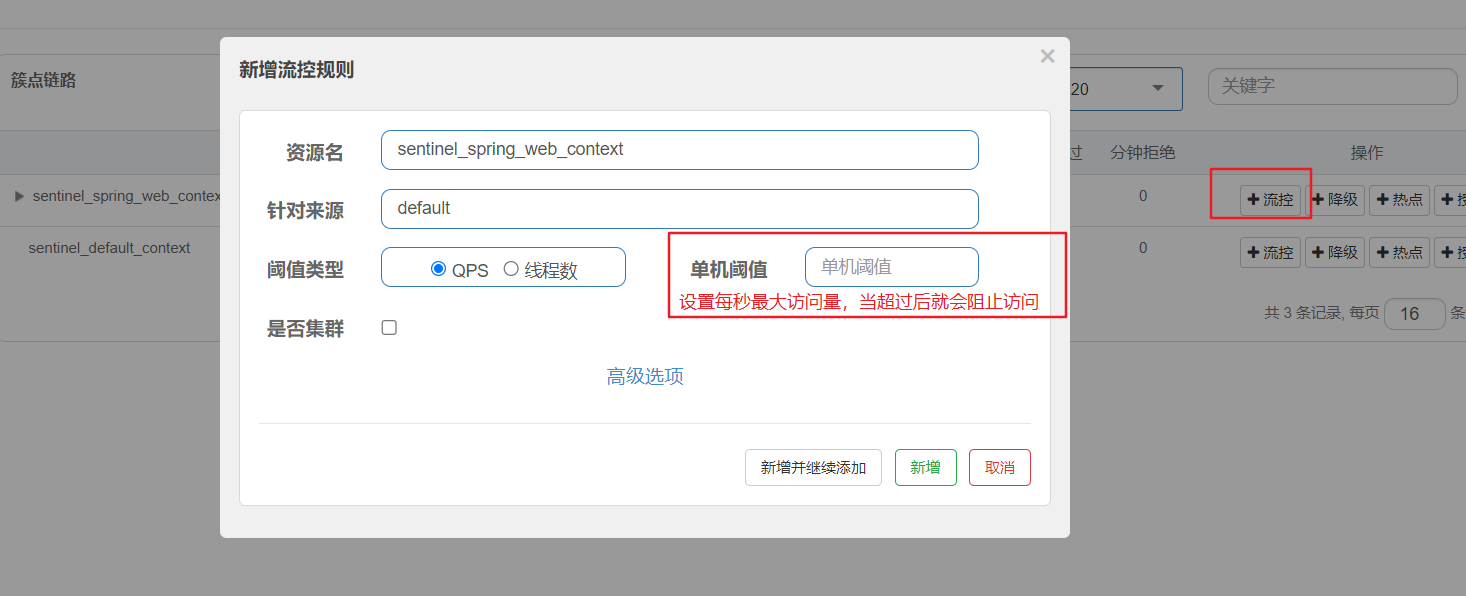 簇点链路
20
关键字
过
分钟拒绝
操作
sentinel_spring_web_contex
0
流控
降级
热点
sentinel_default_context
0
流控
降级
热点
共 3 条记录, 每页 16 条
新增流控规则
×
资源名
sentinel_spring_web_context
针对来源
default
阈值类型
QPS 线程数
单机阈值
单机阈值
设置每秒最大访问量，当超过后就会阻止访问
是否集群
高级选项
新增并继续添加
新增
取消